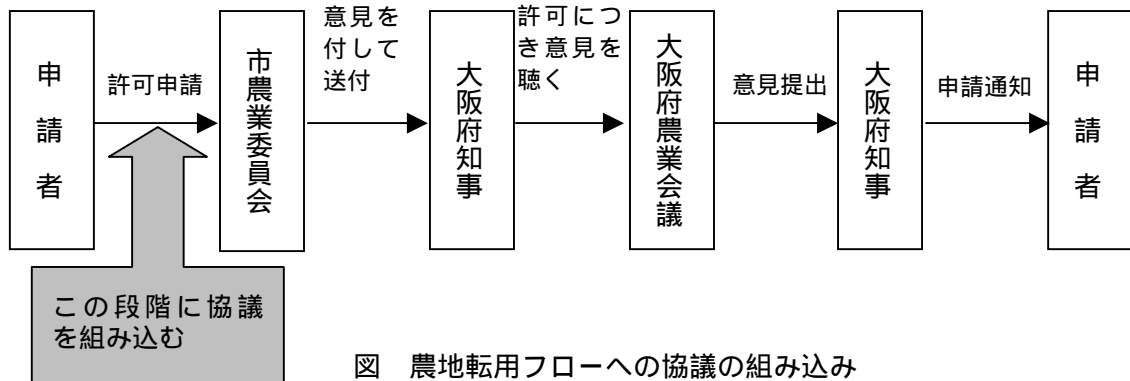 申請者
許可申請
市農業委員会
意見を
付して
送付
大阪府知事
許可につ
き意見を
聴く
大阪府農業会議
意見提出
大阪府知事
申請通知
申請者
この段階に協議
を組み込む
図　農地転用フローへの協議の組み込み